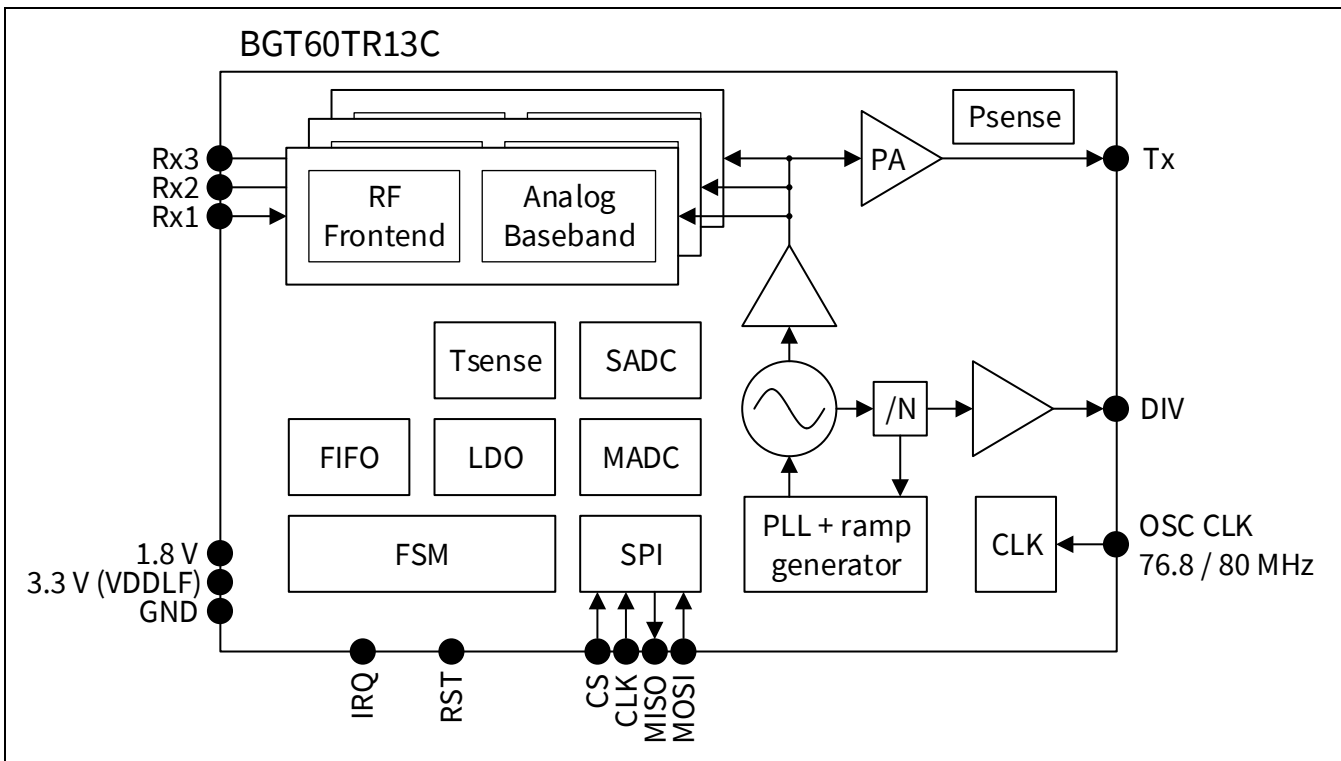 BGT60TR13C
Psense
Rx3
Rx2
Rx1
RF
Frontend
Analog
Baseband
PA
Tx
Tsense
SADC
FIFO
LDO
MADC
/N
DIV
FSM
SPI
PLL + ramp
generator
CLK
OSC CLK
76.8 / 80 MHz
1.8 V
3.3 V (VDDLF)
GND
IRQ
RST
CS
CLK
MISO
MOSI